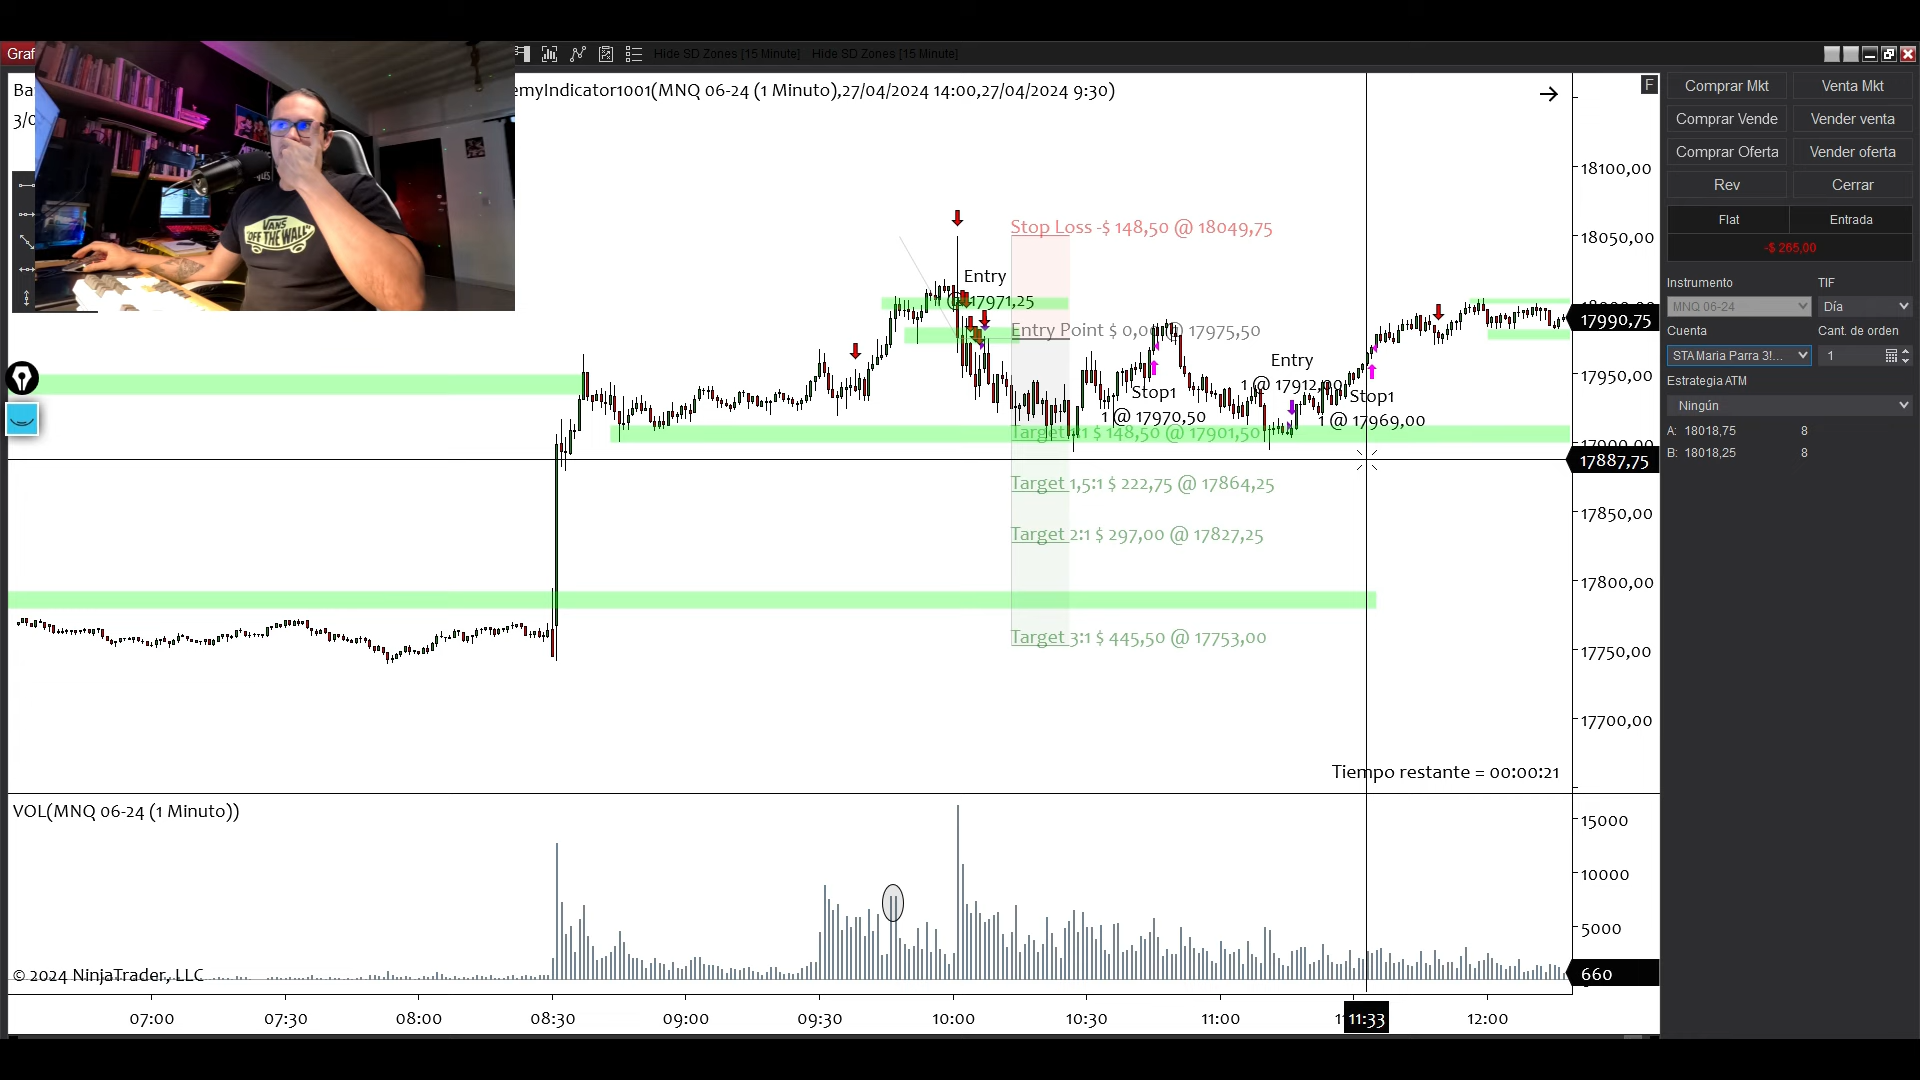 Graf
Hide SD Zones [15 Minute]
Hide SD Zones [15 Minute]
Ba
emyIndicator1001(MNQ 06-24 (1 Minuto),27/04/2024 14:00,27/04/2024 9:30)
3/0
F
VANS
"OFF THE WALL"
Stop Loss -$ 148,50 @ 18049,75
Entry
@ 17971,25
Entry Point $ 0,00 @ 17975,50
Stop1
1 @ 17970,50
Entry
1 @ 17912,00
Stop1
1 @ 17969,00
Target 1:1 $ 148,50 @ 17901,50
Target 1,5:1 $ 222,75 @ 17864,25
Target 2:1 $ 297,00 @ 17827,25
Target 3:1 $ 445,50 @ 17753,00
Tiempo restante = 00:00:21
18100,00
18050,00
17990,75
17950,00
17900,00
17887,75
17850,00
17800,00
17750,00
17700,00
VOL(MNQ 06-24 (1 Minuto))
15000
10000
5000
660
© 2024 NinjaTrader, LLC
07:00
07:30
08:00
08:30
09:00
09:30
10:00
10:30
11:00
11:33
12:00
Comprar Mkt
Venta Mkt
Comprar Vende
Vender venta
Comprar Oferta
Vender oferta
Rev
Cerrar
Flat
Entrada
-$ 265,00
Instrumento
TIF
MNQ 06-24
Día
Cuenta
Cant. de orden
STAMaria Parra 3!...
1
Estrategia ATM
Ningún
A: 18018,75 8
B: 18018,25 8